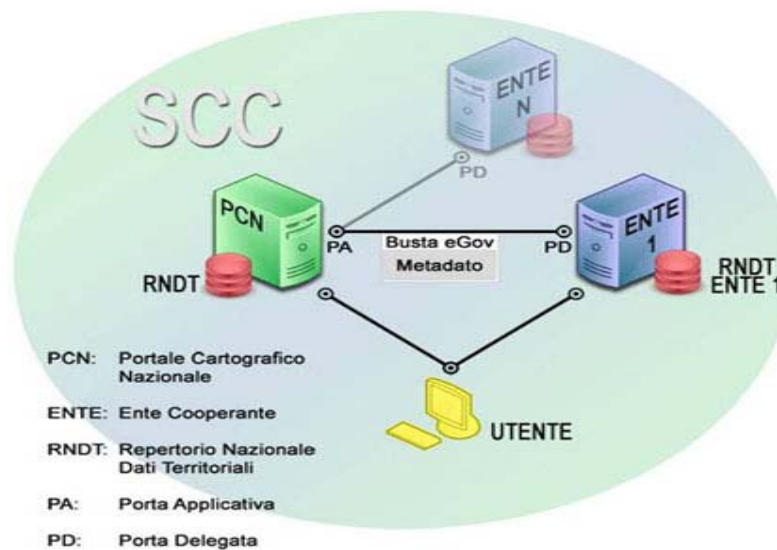 SCC
ENTE
N
PD
PCN
PA
Busta eGov
Metadato
PD
ENTE
1
RNDT
RNDT
ENTE 1
UTENTE
PCN: Portale Cartografico
Nazionale
ENTE: Ente Cooperante
RNDT: Repertorio Nazionale
Dati Territoriali
PA: Porta Applicativa
PD: Porta Delegata